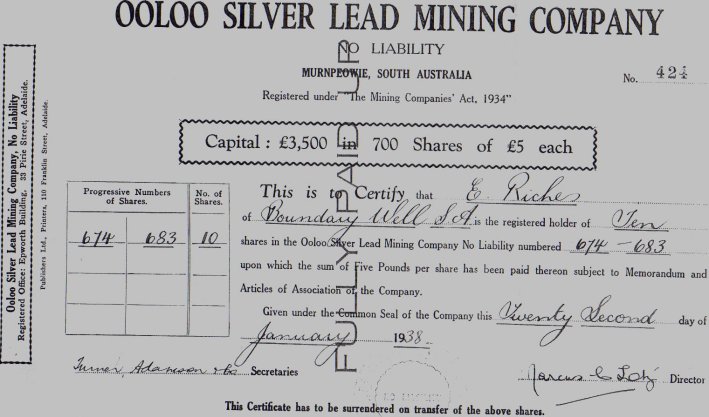 OOLOO SILVER LEAD MINING COMPANY
NO LIABILITY
MURNPEOWIE, SOUTH AUSTRALIA
No. 424
Registered under "The Mining Companies' Act, 1934"
Capital : £3,500 in 700 Shares of £5 each
FULLY PAID UP
Ooloo Silver Lead Mining Company, No Liability
Registered Office: Epworth Building, 33 Pirie Street, Adelaide.
Publishers Ltd., Printers, 110 Franklin Street, Adelaide.
Progressive Numbers of Shares. No. of Shares.
674 683 10
This is to Certify that E. Riches
of Boundary Well S.A. is the registered holder of Ten
shares in the Ooloo Silver Lead Mining Company No Liability numbered 674 - 683
upon which the sum of Five Pounds per share has been paid thereon subject to Memorandum and
Articles of Association of the Company.
Given under the Common Seal of the Company this Twenty Second day of
January 1938
Turner, Adamson & Co Secretaries
Marcus Director
This Certificate has to be surrendered on transfer of the above shares.